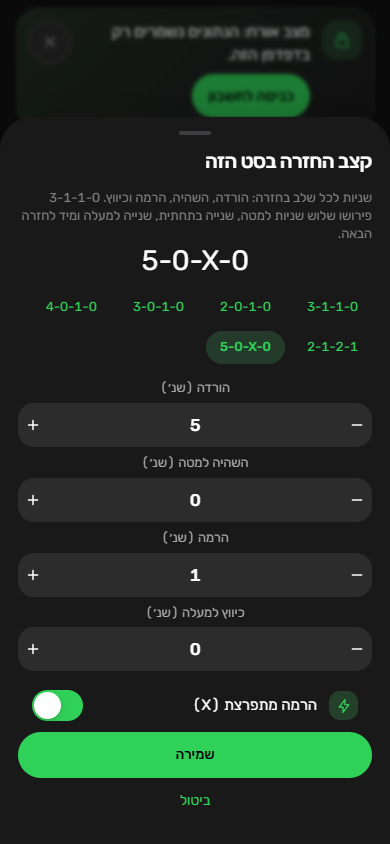 מצב אורח: הנתונים נשמרים רק
בדפדפן הזה.
כניסה לחשבון
קצב החזרה בסט הזה
שניות לכל שלב בחזרה: הורדה, השהיה, הרמה וכיווץ. 3-1-1-0
פירושו שלוש שניות למטה, שנייה בתחתית, שנייה למעלה ומיד לחזרה
הבאה.
5-0-X-0
3-1-1-0 2-0-1-0 3-0-1-0 4-0-1-0
2-1-2-1 5-0-X-0
הורדה (שנ׳)
− 5 +
השהיה למטה (שנ׳)
− 0 +
הרמה (שנ׳)
− 1 +
כיווץ למעלה (שנ׳)
− 0 +
הרמה מתפרצת (X)
שמירה
ביטול